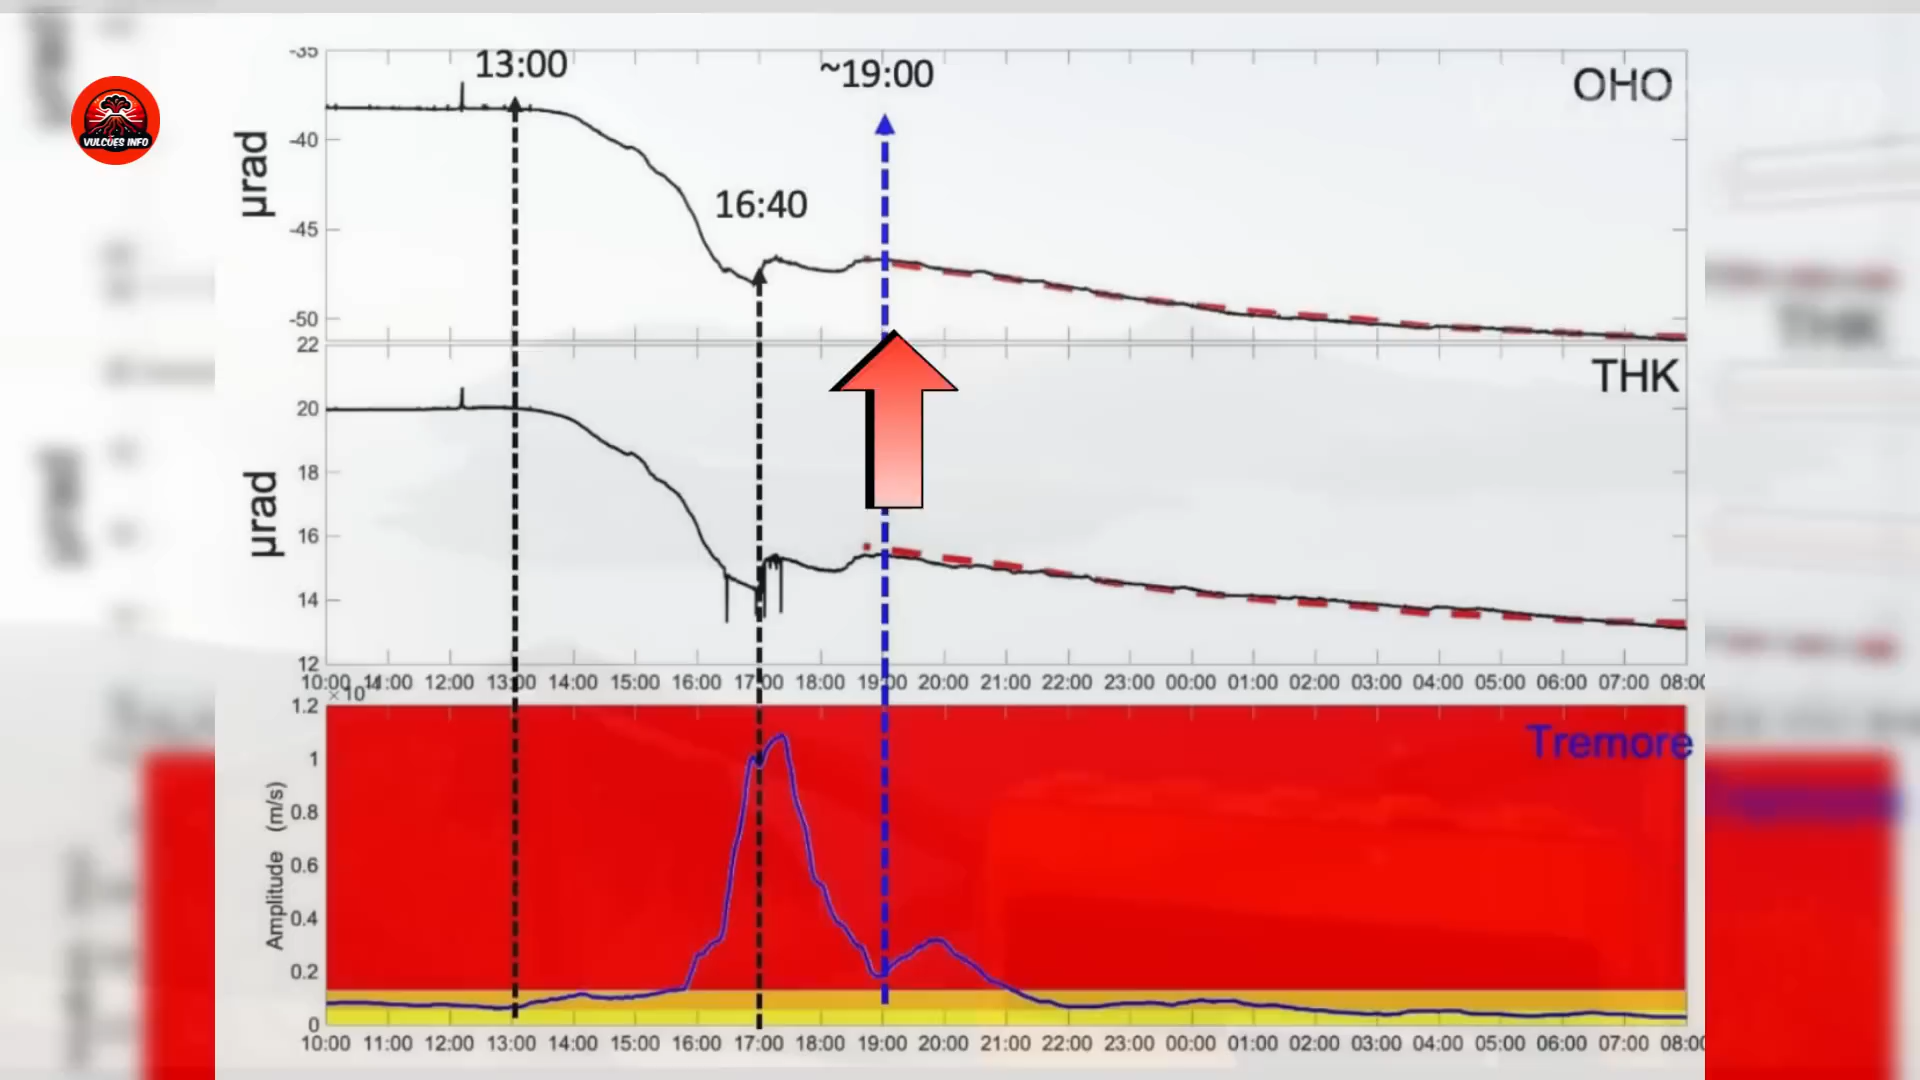 VULCÕES INFO
13:00
~19:00
OHO
16:40
µrad
-35
-40
-45
-50
THK
µrad
22
20
18
16
14
12
10:00 11:00 12:00 13:00 14:00 15:00 16:00 17:00 18:00 19:00 20:00 21:00 22:00 23:00 00:00 01:00 02:00 03:00 04:00 05:00 06:00 07:00 08:00
Tremore
Amplitude (m/s)
1.2
1
0.8
0.6
0.4
0.2
0
10:00 11:00 12:00 13:00 14:00 15:00 16:00 17:00 18:00 19:00 20:00 21:00 22:00 23:00 00:00 01:00 02:00 03:00 04:00 05:00 06:00 07:00 08:00
THK